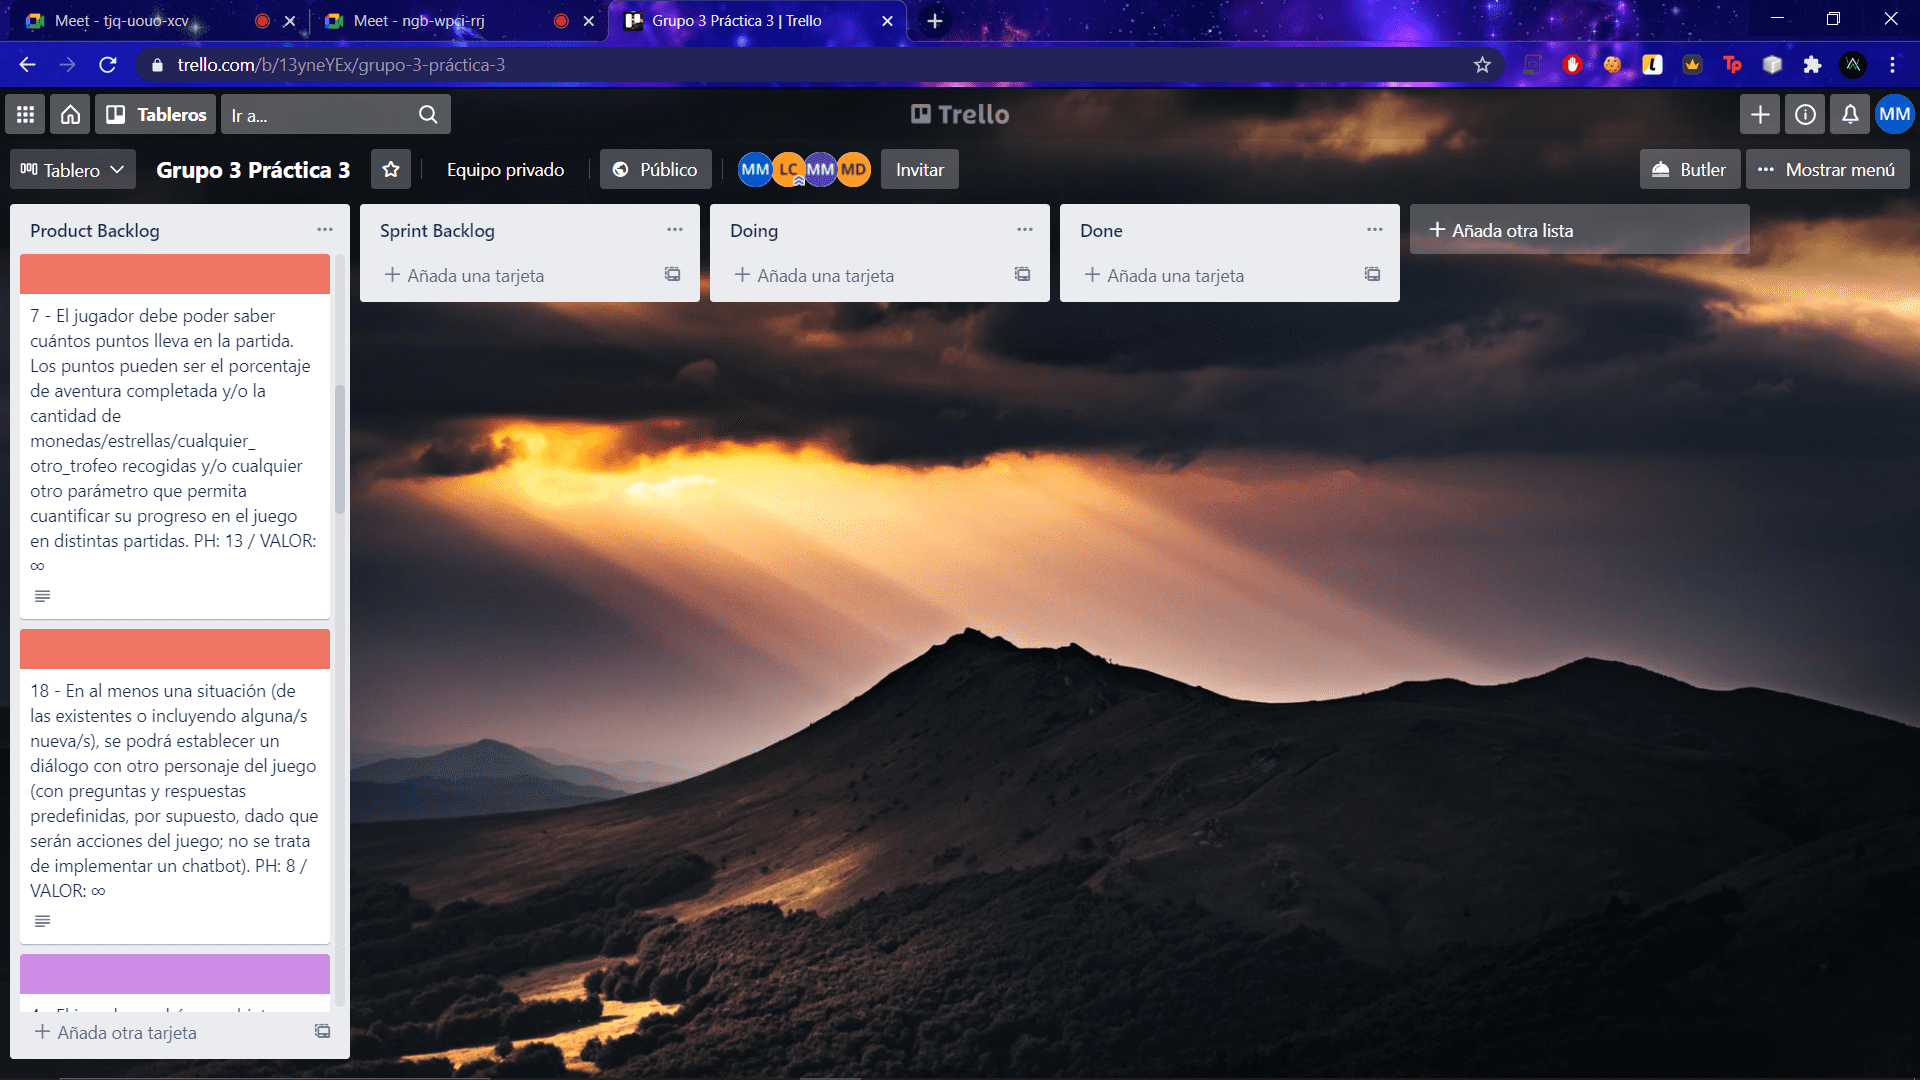 Meet - tjq-uouo-xcv
Meet - ngb-wpci-rrj
Grupo 3 Práctica 3 | Trello
trello.com/b/13yneYEx/grupo-3-práctica-3
Tableros
Ir a...
Trello
MM
Tablero
Grupo 3 Práctica 3
Equipo privado
Público
MM LC MM MD
Invitar
Butler
Mostrar menú
Product Backlog
7 - El jugador debe poder saber
cuántos puntos lleva en la partida.
Los puntos pueden ser el porcentaje
de aventura completada y/o la
cantidad de
monedas/estrellas/cualquier_
otro_trofeo recogidas y/o cualquier
otro parámetro que permita
cuantificar su progreso en el juego
en distintas partidas. PH: 13 / VALOR:
∞
18 - En al menos una situación (de
las existentes o incluyendo alguna/s
nueva/s), se podrá establecer un
diálogo con otro personaje del juego
(con preguntas y respuestas
predefinidas, por supuesto, dado que
serán acciones del juego; no se trata
de implementar un chatbot). PH: 8 /
VALOR: ∞
Añada otra tarjeta
Sprint Backlog
Añada una tarjeta
Doing
Añada una tarjeta
Done
Añada una tarjeta
Añada otra lista